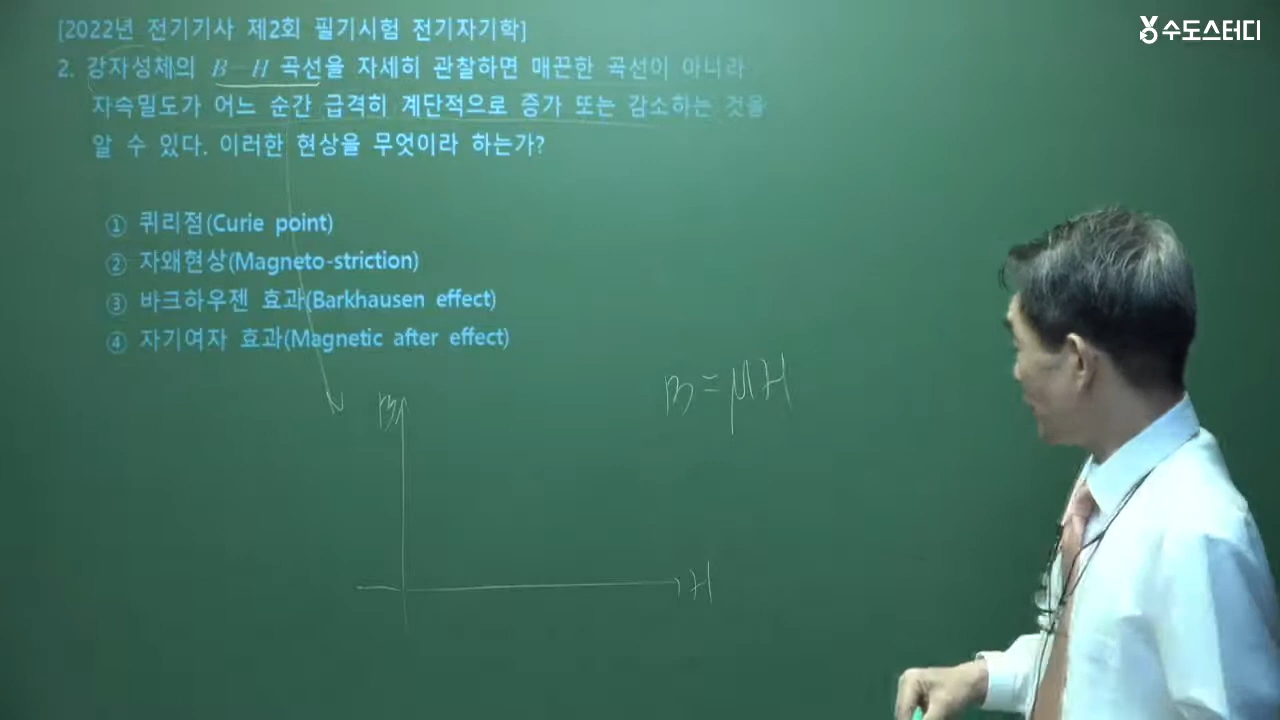 수도스터디
[2022년 전기기사 제2회 필기시험 전기자기학]
2. 강자성체의 B-H 곡선을 자세히 관찰하면 매끈한 곡선이 아니라
자속밀도가 어느 순간 급격히 계단적으로 증가 또는 감소하는 것을
알 수 있다. 이러한 현상을 무엇이라 하는가?
① 퀴리점(Curie point)
② 자왜현상(Magneto-striction)
③ 바크하우젠 효과(Barkhausen effect)
④ 자기여자 효과(Magnetic after effect)
B
B=μH
H